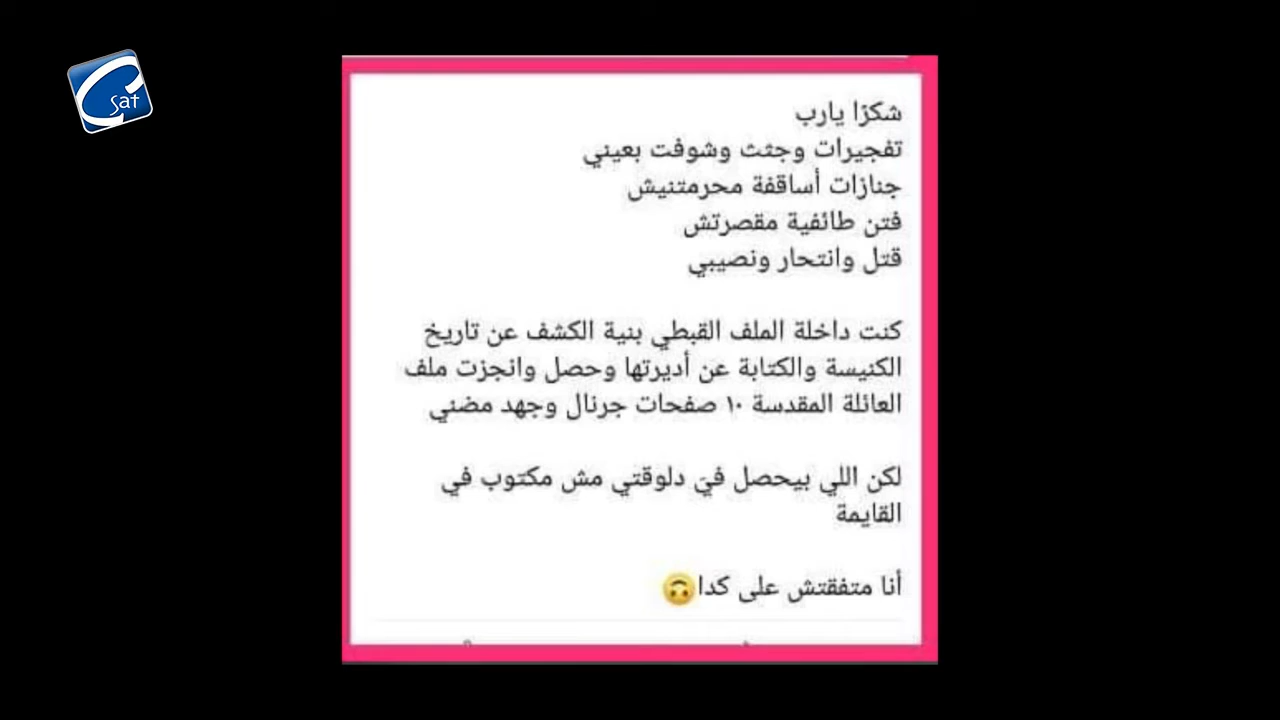 C
Sat
شكرًا يارب
تفجيرات وجثث وشوفت بعيني
جنازات أساقفة محرمتنيش
فتن طائفية مقصرتش
قتل وانتحار ونصيبي
كنت داخلة الملف القبطي بنية الكشف عن تاريخ
الكنيسة والكتابة عن أديرتها وحصل وانجزت ملف
العائلة المقدسة ١٠ صفحات جرنال وجهد مضني
لكن اللي بيحصل فيَ دلوقتي مش مكتوب في
القايمة
أنا متفقتش على كدا🙃